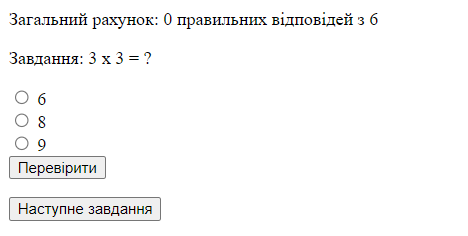 Загальний рахунок: 0 правильних відповідей з 6
Завдання: 3 x 3 = ?
6
8
9
Перевірити
Наступне завдання